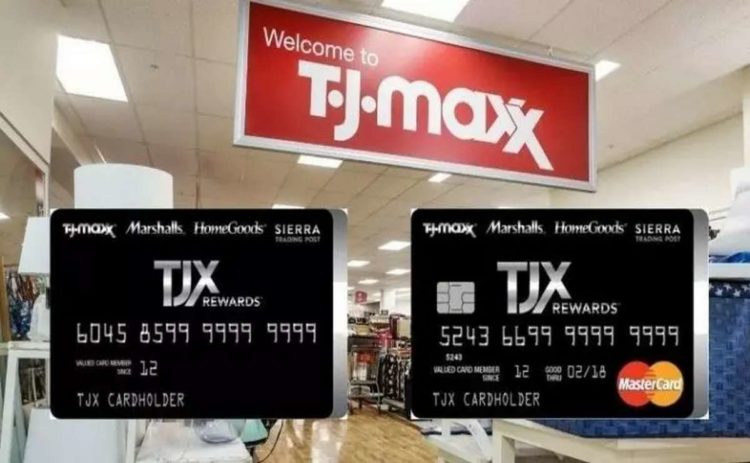 Welcome to
T·J·maxx
T·J·maxx Marshalls. HomeGoods SIERRA
TRADING POST
TJX
REWARDS
6045 8599 9999 9999
VALUED CARD MEMBER
SINCE 12
TJX CARDHOLDER
T·J·maxx Marshalls. HomeGoods SIERRA
TRADING POST
TJX
REWARDS
5243 6699 9999 9999
5243
VALUED CARD MEMBER
SINCE 12 GOOD
THRU 02/18
TJX CARDHOLDER
MasterCard